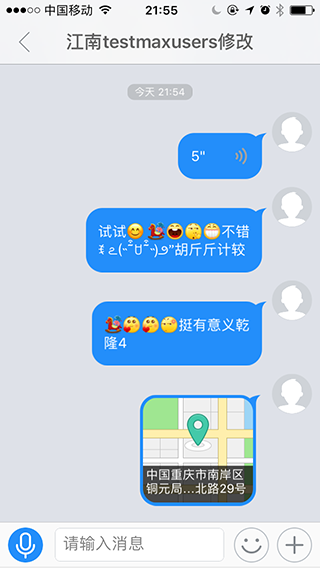 中国移动 21:55
江南testmaxusers修改
今天 21:54
5"
试试😊🎠😄🤔😁不错
ꉂ೭(˵¯̴͒ꇴ¯̴͒˵)౨”胡斤斤计较
挺有意义乾
隆4
中国重庆市南岸区
铜元局...北路29号
请输入消息